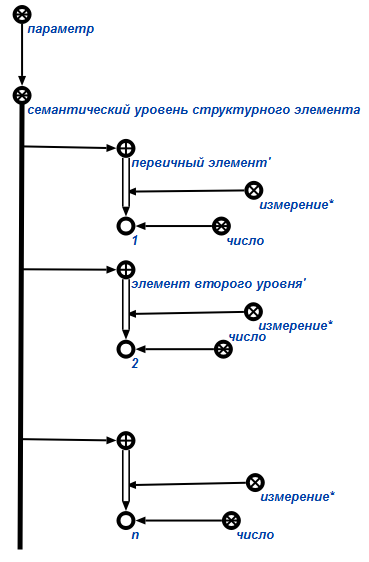 параметр
семантический уровень структурного элемента
первичный элемент'
измерение*
1
число
элемент второго уровня'
измерение*
число
2
измерение*
n
число